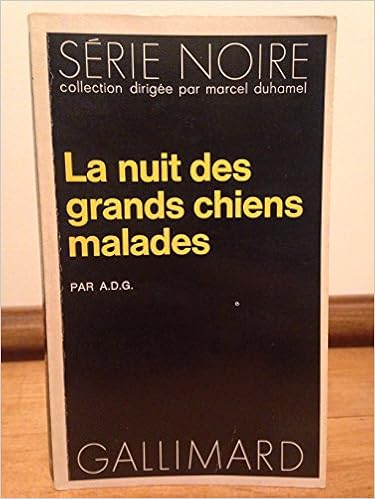 SÉRIE NOIRE
collection dirigée par marcel duhamel
La nuit des
grands chiens
malades
PAR A.D.G.
GALLIMARD